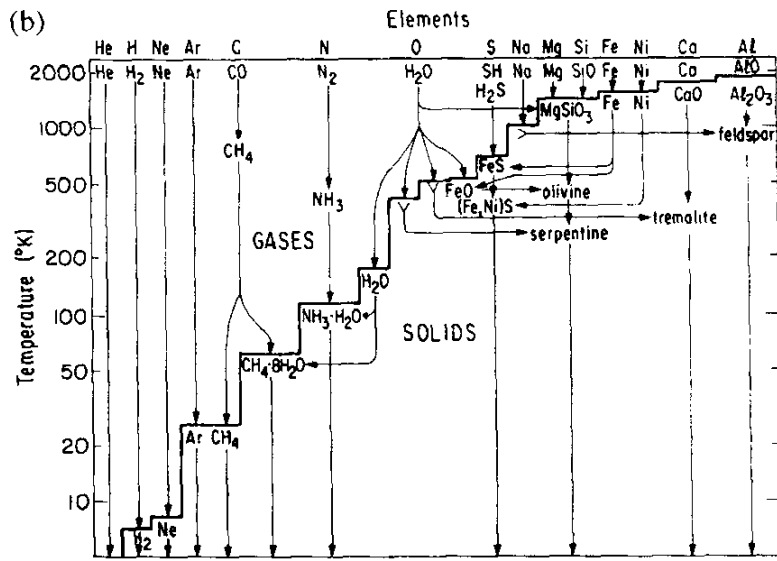 (b)
Elements
He H Ne Ar C N O S Na Mg Si Fe Ni Ca Al
He H2 Ne Ar CO N2 H2O SH Na Mg SiO Fe Ni Ca AlO
H2S
MgSiO3 Fe Ni CaO Al2O3
2000
1000
500
200
100
50
20
10
Temperature (°K)
feldspar
CH4
FeS
NH3
FeO olivine
(Fe,Ni)S
tremalite
GASES serpentine
H2O
NH3·H2O
SOLIDS
CH4·8H2O
Ar CH4
H2 Ne